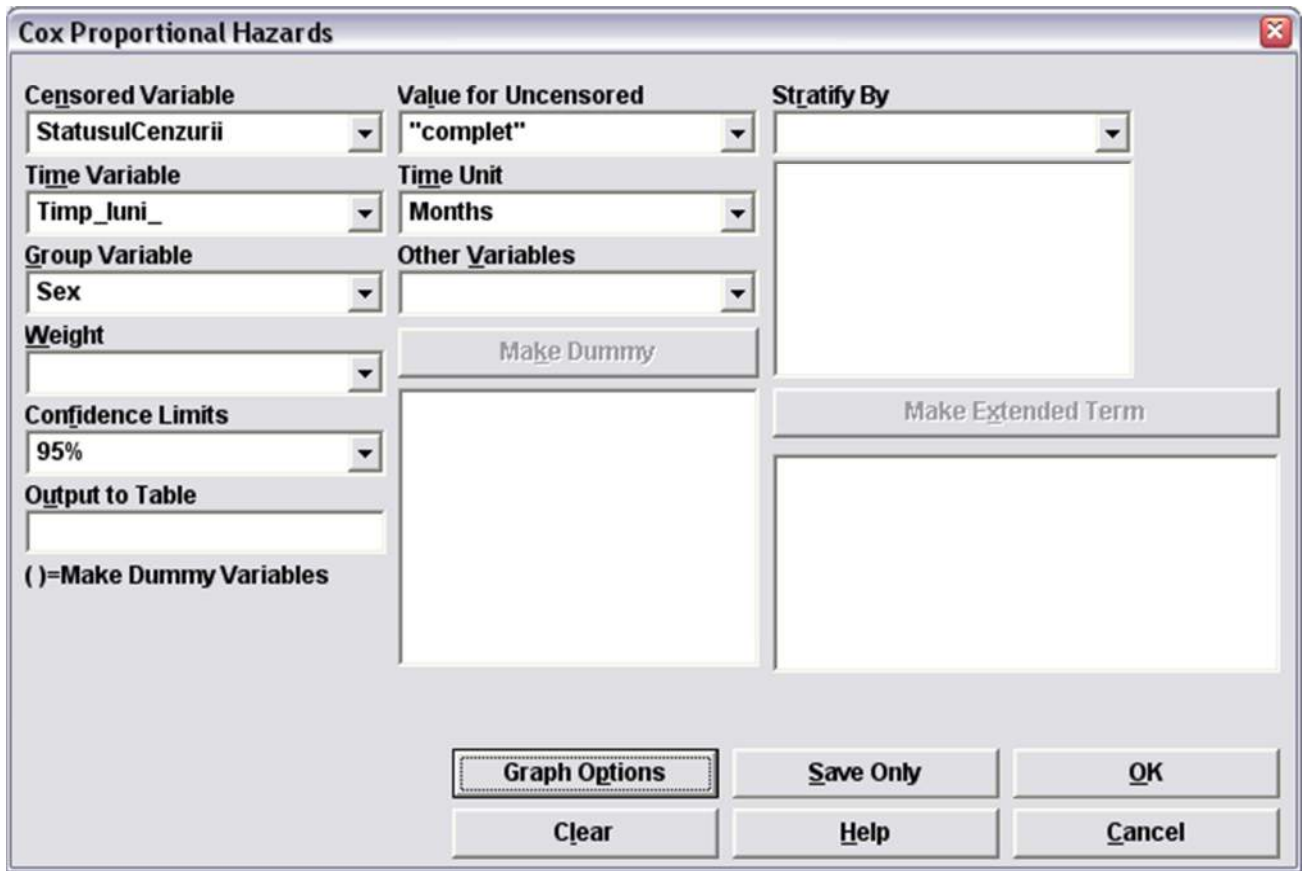 Cox Proportional Hazards
Censored Variable
StatusulCenzurii
Time Variable
Timp_luni_
Group Variable
Sex
Weight
Confidence Limits
95%
Output to Table
( )=Make Dummy Variables
Value for Uncensored
"complet"
Time Unit
Months
Other Variables
Make Dummy
Stratify By
Make Extended Term
Graph Options
Save Only
OK
Clear
Help
Cancel